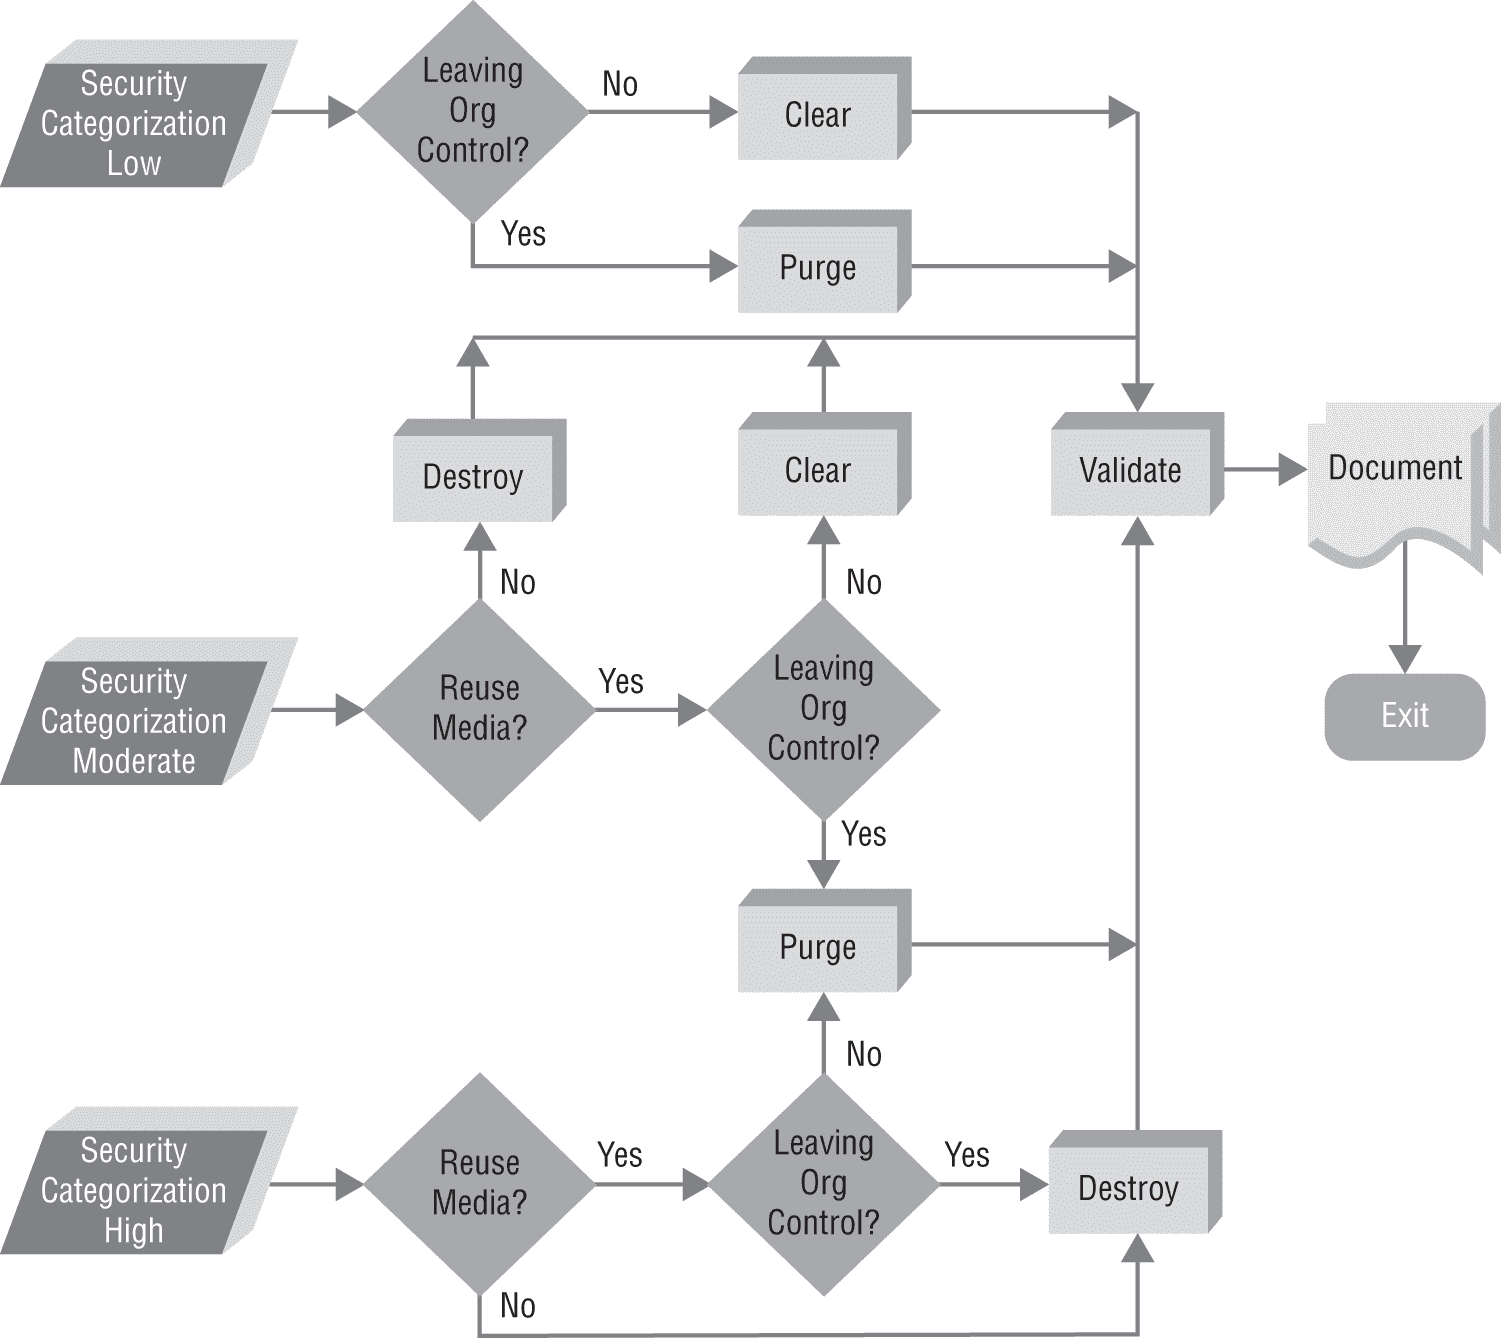 Security
Categorization
Low
Leaving
Org
Control?
No
Clear
Yes
Purge
Destroy
Clear
Validate
Document
No
No
Security
Categorization
Moderate
Reuse
Media?
Yes
Leaving
Org
Control?
Exit
Yes
Purge
No
Security
Categorization
High
Reuse
Media?
Yes
Leaving
Org
Control?
Yes
Destroy
No